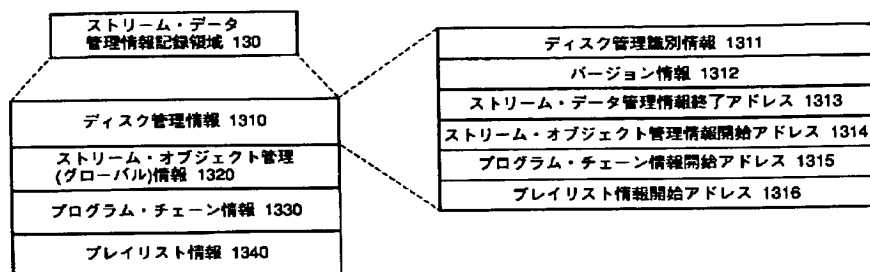 ストリーム・データ
管理情報記録領域 130
ディスク管理情報 1310
ストリーム・オブジェクト管理
(グローバル)情報 1320
プログラム・チェーン情報 1330
プレイリスト情報 1340
ディスク管理識別情報 1311
バージョン情報 1312
ストリーム・データ管理情報終了アドレス 1313
ストリーム・オブジェクト管理情報開始アドレス 1314
プログラム・チェーン情報開始アドレス 1315
プレイリスト情報開始アドレス 1316